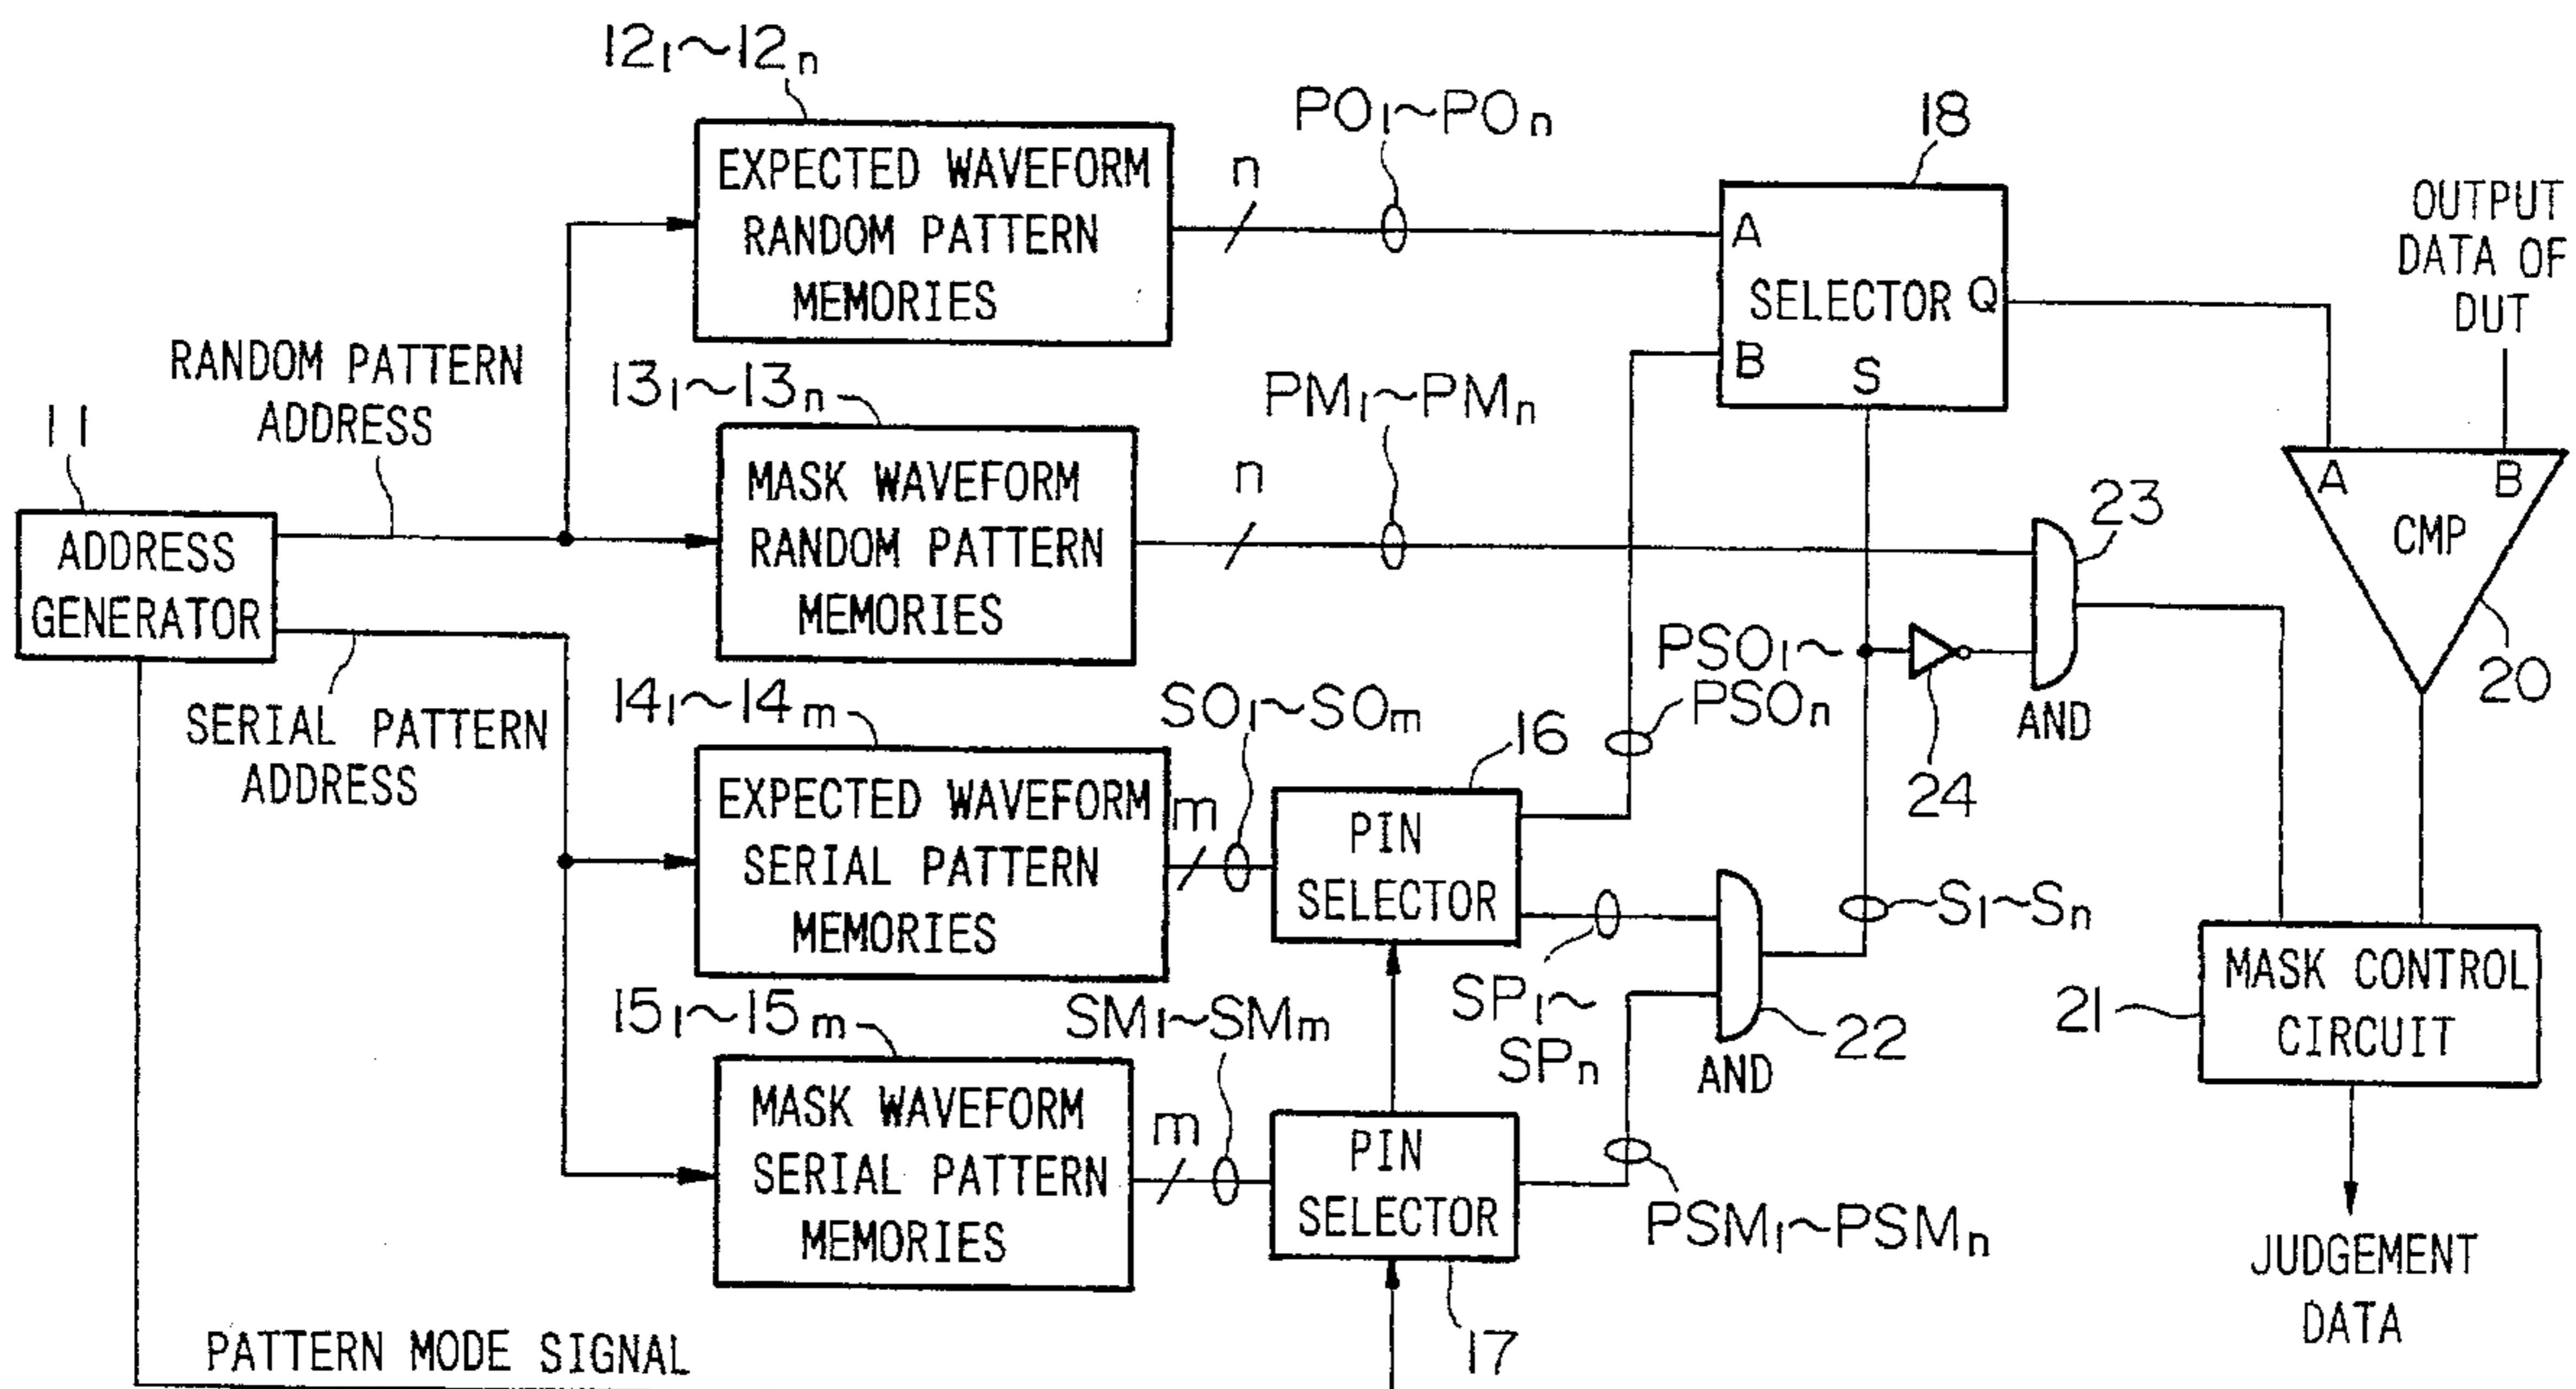 12₁~12ₙ
EXPECTED WAVEFORM
RANDOM PATTERN
MEMORIES
n
PO₁~POₙ
18
A
B
SELECTOR
Q
S
OUTPUT
DATA OF
DUT
RANDOM PATTERN
ADDRESS
11
ADDRESS
GENERATOR
SERIAL PATTERN
ADDRESS
13₁~13ₙ
MASK WAVEFORM
RANDOM PATTERN
MEMORIES
n
PM₁~PMₙ
23
AND
24
A
B
CMP
20
14₁~14ₘ
EXPECTED WAVEFORM
SERIAL PATTERN
MEMORIES
m
SO₁~SOₘ
16
PIN
SELECTOR
PSO₁~
PSOₙ
SP₁~
SPₙ
22
AND
S₁~Sₙ
15₁~15ₘ
MASK WAVEFORM
SERIAL PATTERN
MEMORIES
m
SM₁~SMₘ
PIN
SELECTOR
17
PSM₁~PSMₙ
21
MASK CONTROL
CIRCUIT
JUDGEMENT
DATA
PATTERN MODE SIGNAL